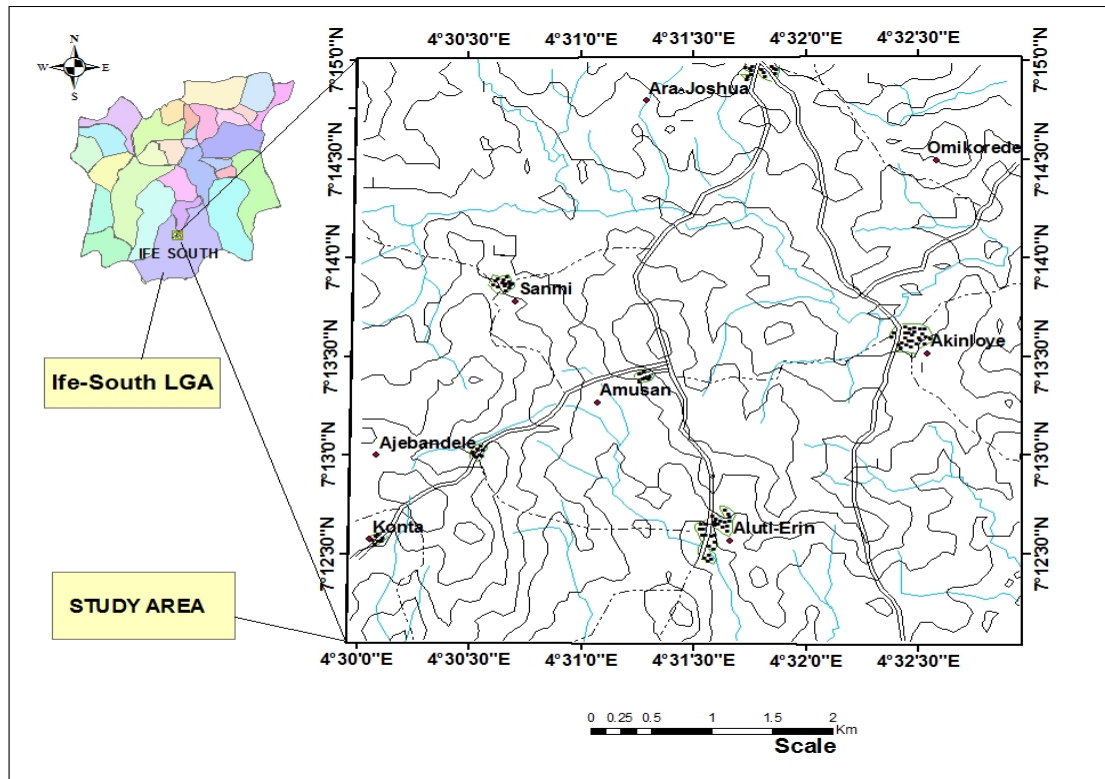 4°30'30"E 4°31'0"E 4°31'30"E 4°32'0"E 4°32'30"E
N
W E
S
7°15'0"N 7°15'0"N
Ara-Joshua
Omikorede
7°14'30"N 7°14'30"N
IFE SOUTH
7°14'0"N 7°14'0"N
Sanmi
Akinloye
7°13'30"N 7°13'30"N
Ife-South LGA
Amusan
Ajebandele
7°13'0"N 7°13'0"N
Konta
Aluti-Erin
7°12'30"N 7°12'30"N
STUDY AREA
4°30'0"E 4°30'30"E 4°31'0"E 4°31'30"E 4°32'0"E 4°32'30"E
0 0.25 0.5 1 1.5 2
Km
Scale